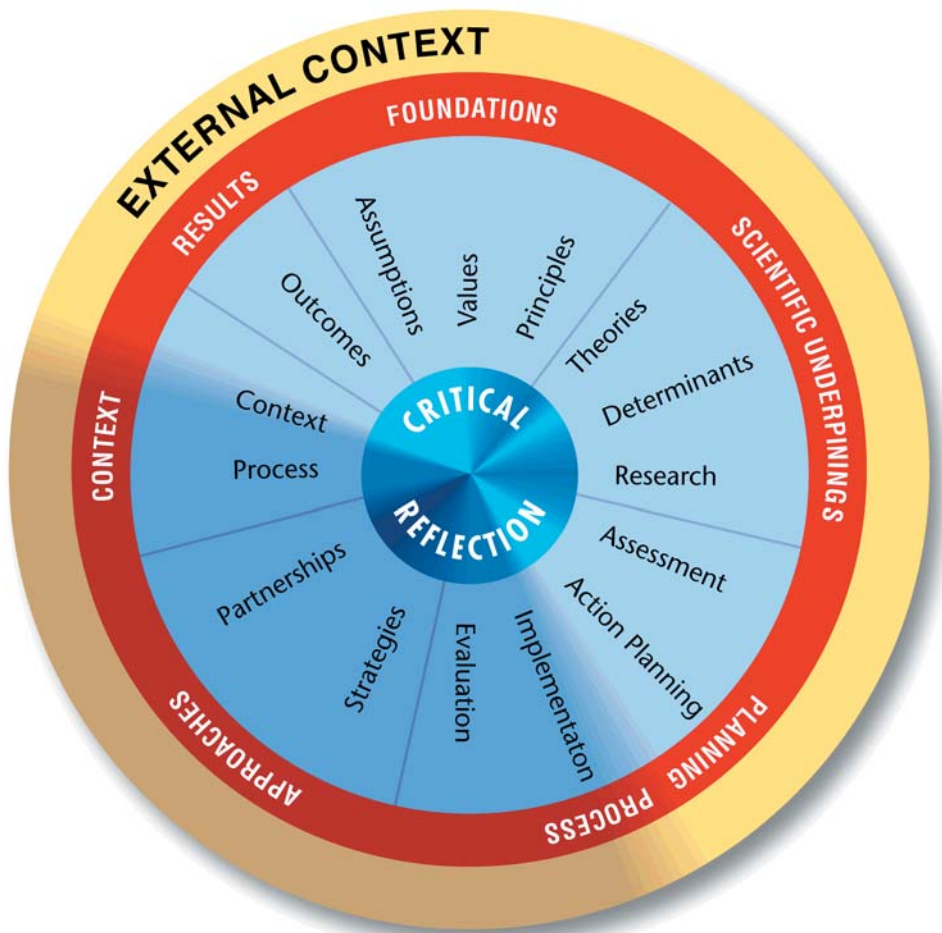 EXTERNAL CONTEXT
FOUNDATIONS
SCIENTIFIC UNDERPININGS
PLANNING PROCESS
APPROACHES
CONTEXT
RESULTS
Assumptions
Values
Principles
Theories
Determinants
Research
Assessment
Action Planning
Implementaton
Evaluation
Strategies
Partnerships
Process
Context
Outcomes
CRITICAL
REFLECTION